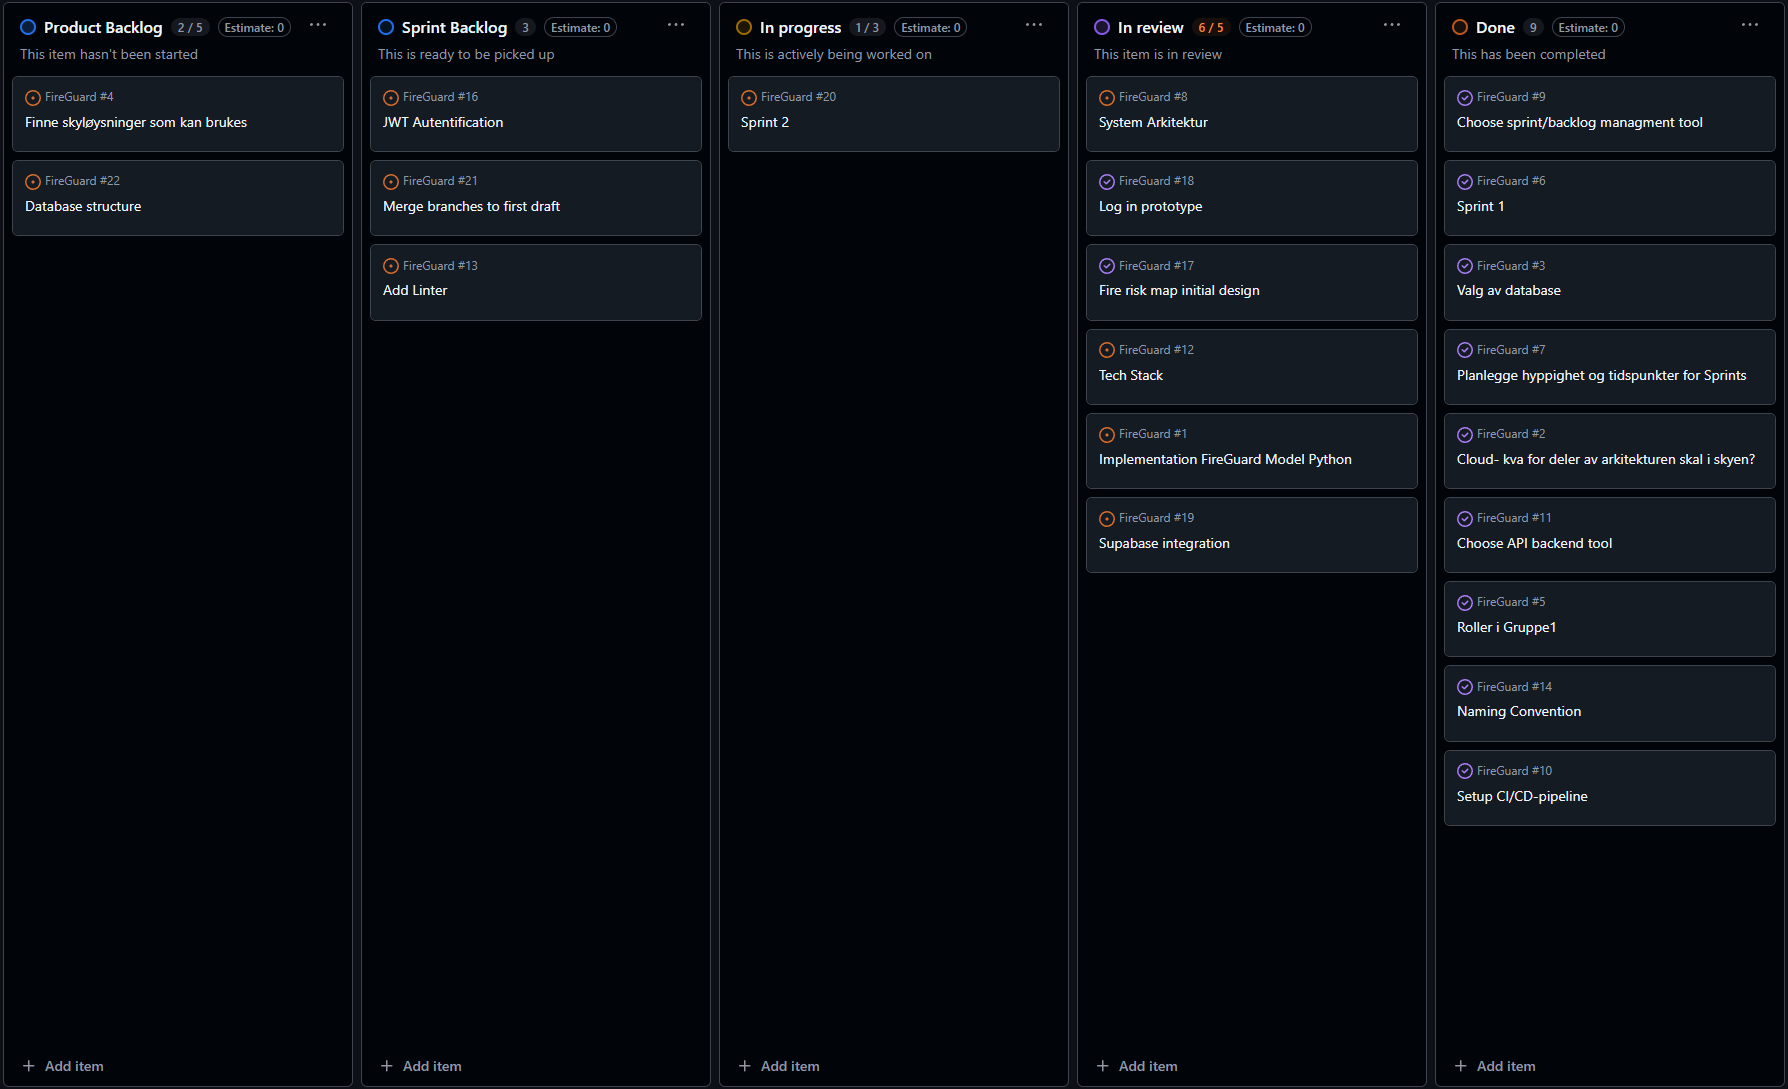 Product Backlog 2 / 5 Estimate: 0
This item hasn't been started
FireGuard #4
Finne skyløysninger som kan brukes
FireGuard #22
Database structure
Add item
Sprint Backlog 3 Estimate: 0
This is ready to be picked up
FireGuard #16
JWT Autentification
FireGuard #21
Merge branches to first draft
FireGuard #13
Add Linter
Add item
In progress 1 / 3 Estimate: 0
This is actively being worked on
FireGuard #20
Sprint 2
Add item
In review 6 / 5 Estimate: 0
This item is in review
FireGuard #8
System Arkitektur
FireGuard #18
Log in prototype
FireGuard #17
Fire risk map initial design
FireGuard #12
Tech Stack
FireGuard #1
Implementation FireGuard Model Python
FireGuard #19
Supabase integration
Add item
Done 9 Estimate: 0
This has been completed
FireGuard #9
Choose sprint/backlog managment tool
FireGuard #6
Sprint 1
FireGuard #3
Valg av database
FireGuard #7
Planlegge hyppighet og tidspunkter for Sprints
FireGuard #2
Cloud- kva for deler av arkitekturen skal i skyen?
FireGuard #11
Choose API backend tool
FireGuard #5
Roller i Gruppe1
FireGuard #14
Naming Convention
FireGuard #10
Setup CI/CD-pipeline
Add item